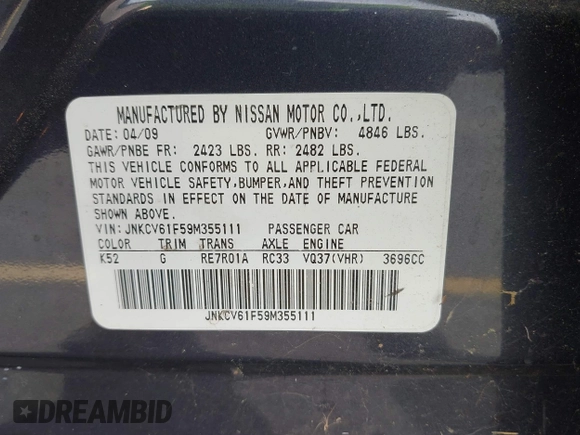 MANUFACTURED BY NISSAN MOTOR CO.,LTD.
DATE: 04/09 GVWR/PNBV: 4846 LBS.
GAWR/PNBE FR: 2423 LBS. RR: 2482 LBS.
THIS VEHICLE CONFORMS TO ALL APPLICABLE FEDERAL
MOTOR VEHICLE SAFETY,BUMPER,AND THEFT PREVENTION
STANDARDS IN EFFECT ON THE DATE OF MANUFACTURE
SHOWN ABOVE.
VIN:JNKCV61F59M355111 PASSENGER CAR
COLOR TRIM TRANS AXLE ENGINE
K52 G RE7R01A RC33 VQ37(VHR) 3696CC
JNKCV61F59M355111
DREAMBID